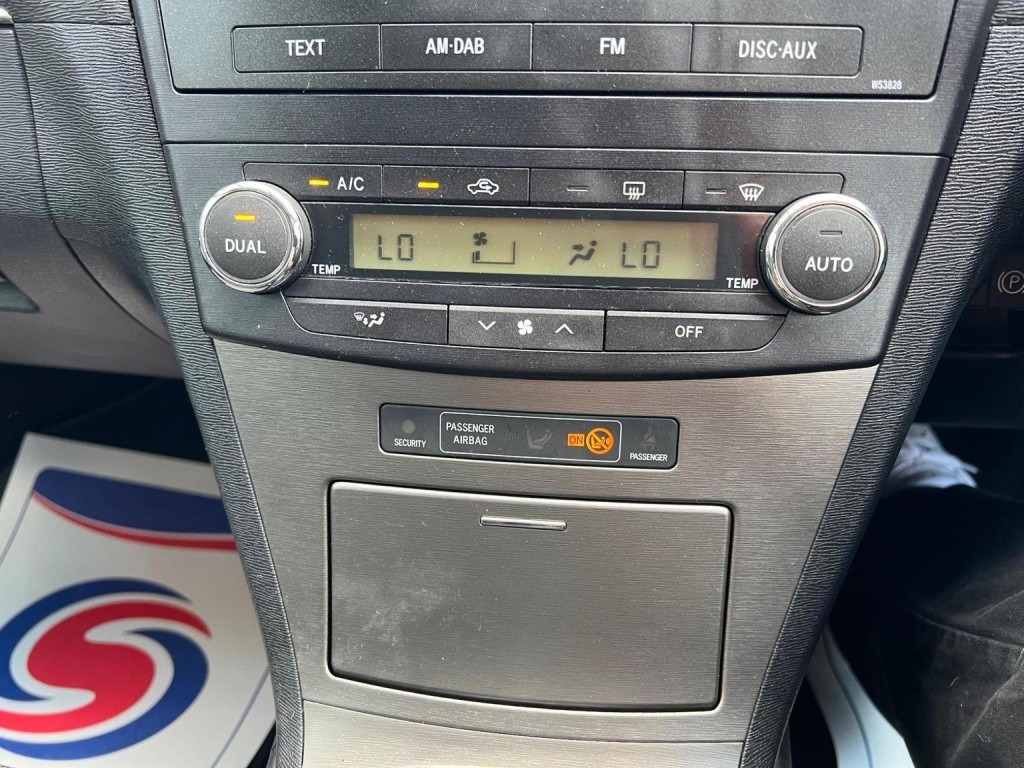 TEXT AM·DAB FM DISC·AUX
W53828
A/C
DUAL LO LO AUTO
TEMP TEMP
OFF
PASSENGER
AIRBAG
SECURITY ON PASSENGER
P